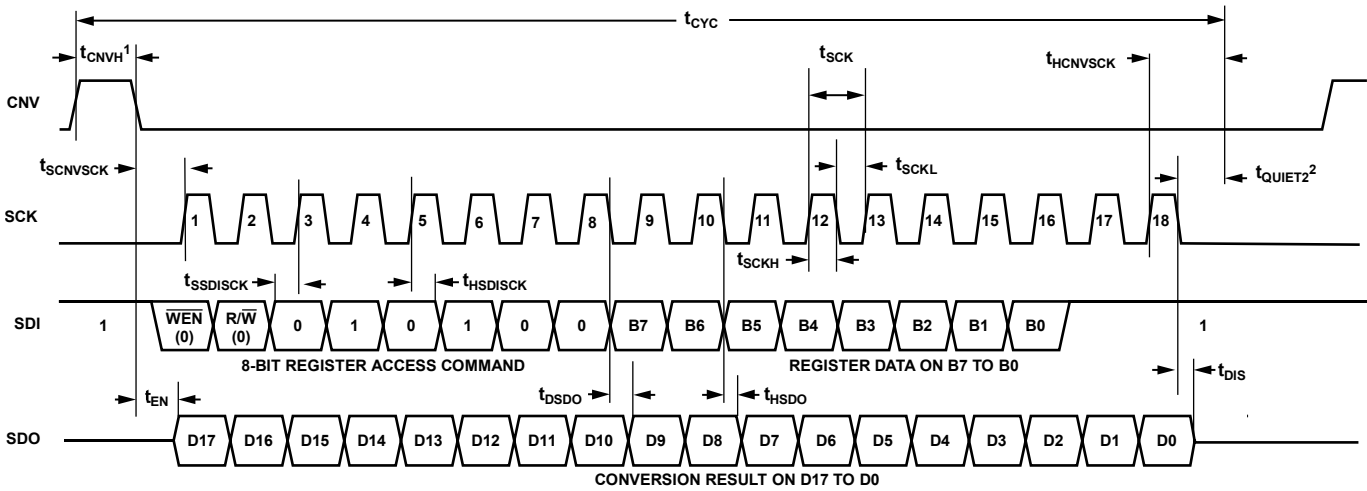 tCYC
tCNVH¹
tSCK
tHCNVSCK
CNV
tSCNVSCK
tSCKL
tQUIET2²
SCK
1 2 3 4 5 6 7 8 9 10 11 12 13 14 15 16 17 18
tSCKH
tSSDISCK
tHSDISCK
SDI
1 WEN (0) R/W (0) 0 1 0 1 0 0 B7 B6 B5 B4 B3 B2 B1 B0 1
8-BIT REGISTER ACCESS COMMAND
REGISTER DATA ON B7 TO B0
tEN
tDSDO
tHSDO
tDIS
SDO
D17 D16 D15 D14 D13 D12 D11 D10 D9 D8 D7 D6 D5 D4 D3 D2 D1 D0
CONVERSION RESULT ON D17 TO D0